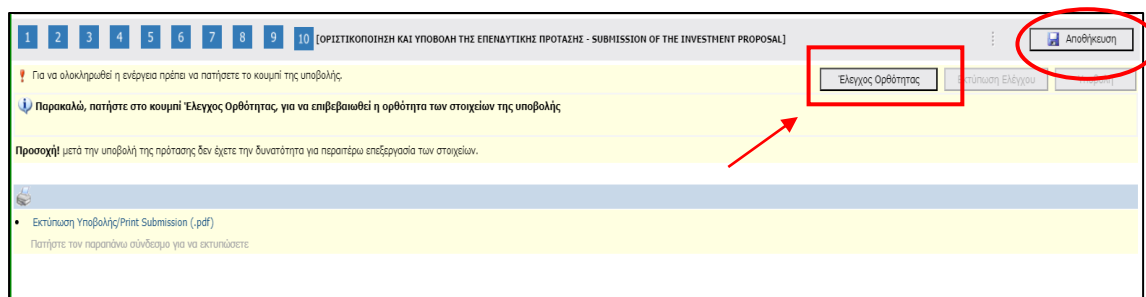 1 2 3 4 5 6 7 8 9 10 [ΟΡΙΣΤΙΚΟΠΟΙΗΣΗ ΚΑΙ ΥΠΟΒΟΛΗ ΤΗΣ ΕΠΕΝΔΥΤΙΚΗΣ ΠΡΟΤΑΣΗΣ - SUBMISSION OF THE INVESTMENT PROPOSAL] Αποθήκευση
Για να ολοκληρωθεί η ενέργεια πρέπει να πατήσετε το κουμπί της υποβολής. Έλεγχος Ορθότητας Εκτύπωση Ελέγχου Υποβολή
Παρακαλώ, πατήστε στο κουμπί Έλεγχος Ορθότητας, για να επιβεβαιωθεί η ορθότητα των στοιχείων της υποβολής
Προσοχή! μετά την υποβολή της πρότασης δεν έχετε την δυνατότητα για περαιτέρω επεξεργασία των στοιχείων.
• Εκτύπωση Υποβολής/Print Submission (.pdf)
Πατήστε τον παραπάνω σύνδεσμο για να εκτυπώσετε